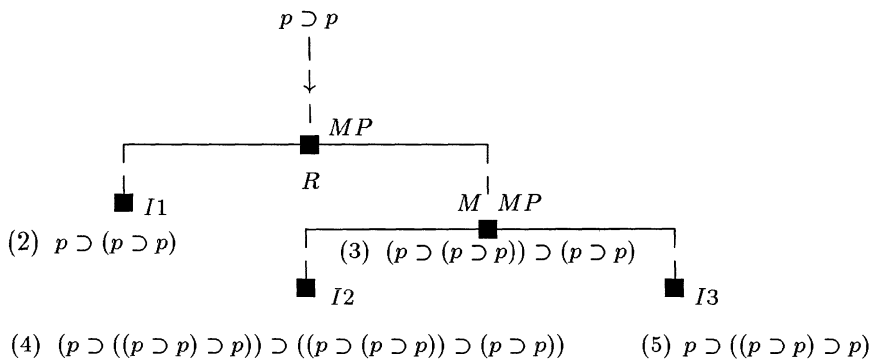 p ⊃ p
MP
R
I1
M MP
(2) p ⊃ (p ⊃ p)
(3) (p ⊃ (p ⊃ p)) ⊃ (p ⊃ p)
I2
I3
(4) (p ⊃ ((p ⊃ p) ⊃ p)) ⊃ ((p ⊃ (p ⊃ p)) ⊃ (p ⊃ p))
(5) p ⊃ ((p ⊃ p) ⊃ p)